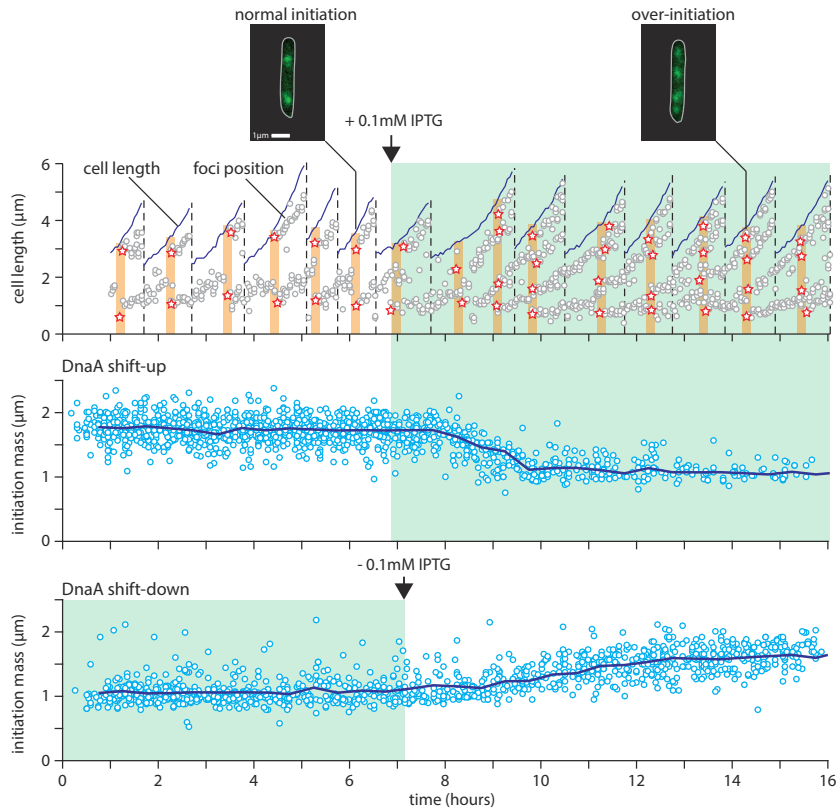 normal initiation
over-initiation
1μm
+ 0.1mM IPTG
cell length
foci position
cell length (μm)
6
4
2
0
DnaA shift-up
initiation mass (μm)
2
1
0
- 0.1mM IPTG
DnaA shift-down
initiation mass (μm)
2
1
0
0 2 4 6 8 10 12 14 16
time (hours)